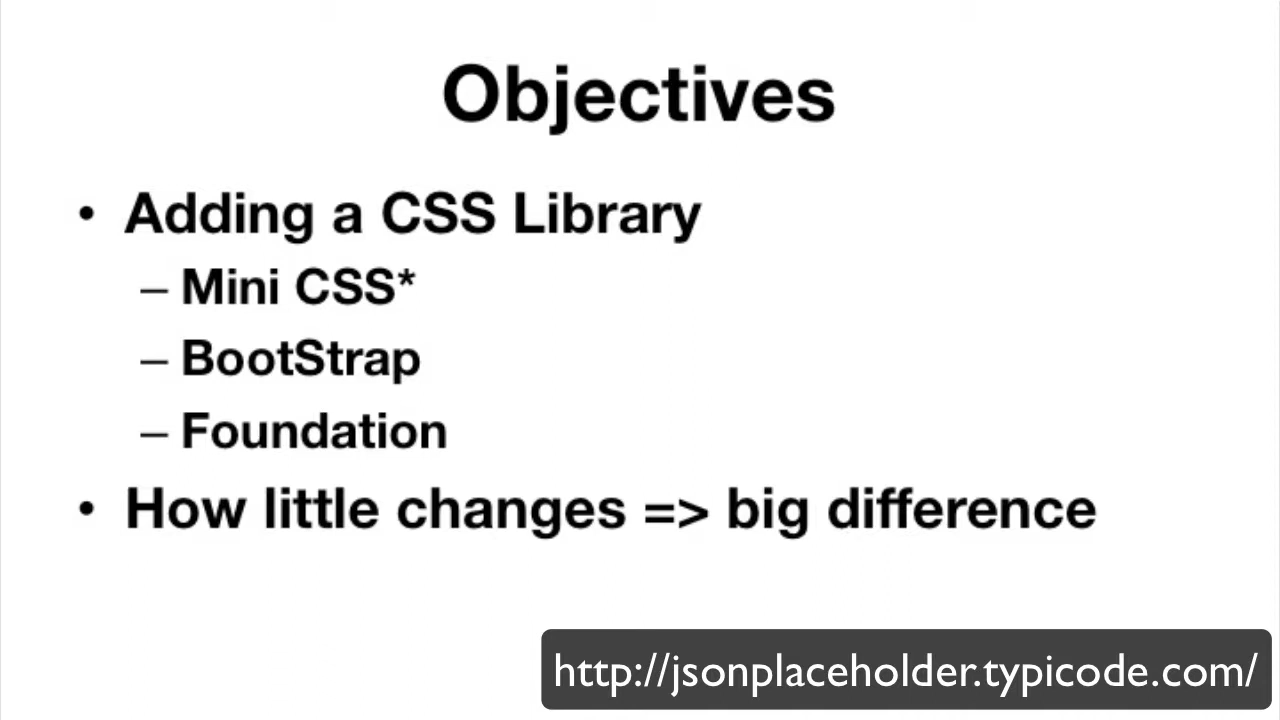 Objectives
• Adding a CSS Library
– Mini CSS*
– BootStrap
– Foundation
• How little changes => big difference
http://jsonplaceholder.typicode.com/